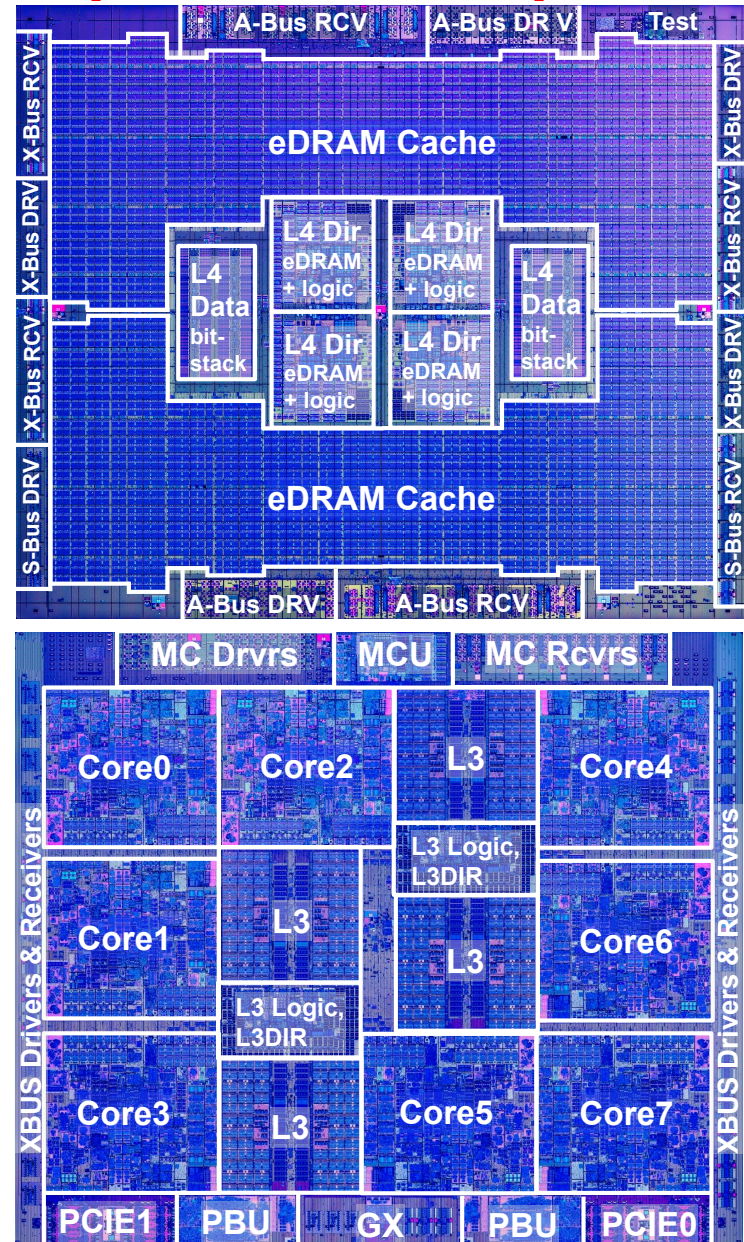 A-Bus RCV
A-Bus DR V
Test
X-Bus RCV
X-Bus DRV
X-Bus RCV
S-Bus DRV
X-Bus DRV
X-Bus RCV
X-Bus DRV
S-Bus RCV
eDRAM Cache
L4
Data
bit-
stack
L4 Dir
eDRAM
+ logic
L4 Dir
eDRAM
+ logic
L4 Dir
eDRAM
+ logic
L4 Dir
eDRAM
+ logic
L4
Data
bit-
stack
eDRAM Cache
A-Bus DRV
A-Bus RCV
MC Drvrs
MCU
MC Rcvrs
XBUS Drivers & Receivers
XBUS Drivers & Receivers
Core0
Core2
L3
Core4
L3 Logic,
L3DIR
Core1
L3
L3
Core6
L3 Logic,
L3DIR
Core3
L3
Core5
Core7
PCIE1
PBU
GX
PBU
PCIE0